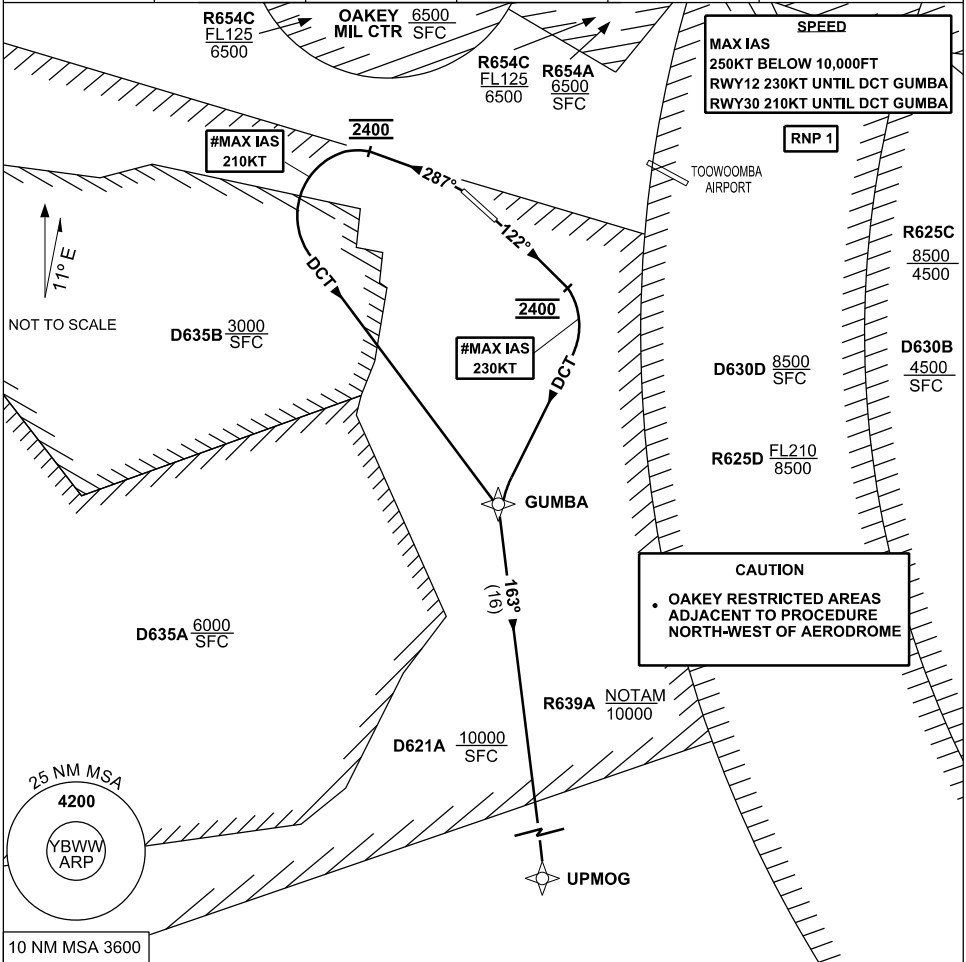 R654C
FL125
6500
OAKEY
MIL CTR
6500
SFC
R654C
FL125
6500
R654A
6500
SFC
SPEED
MAX IAS
250KT BELOW 10,000FT
RWY12 230KT UNTIL DCT GUMBA
RWY30 210KT UNTIL DCT GUMBA
RNP 1
#MAX IAS
210KT
2400
287°
122°
TOOWOOMBA
AIRPORT
11° E
NOT TO SCALE
DCT
D635B
3000
SFC
2400
#MAX IAS
230KT
DCT
R625C
8500
4500
D630D
8500
SFC
D630B
4500
SFC
R625D
FL210
8500
GUMBA
163°
(16)
CAUTION
• OAKEY RESTRICTED AREAS
ADJACENT TO PROCEDURE
NORTH-WEST OF AERODROME
D635A
6000
SFC
R639A
NOTAM
10000
D621A
10000
SFC
25 NM MSA
4200
YBWW
ARP
UPMOG
10 NM MSA 3600